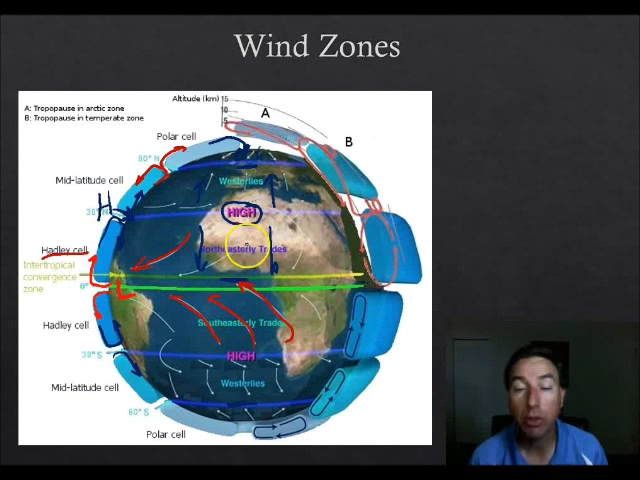 Wind Zones
Altitude (km) 15
10
5
A: Tropopause in arctic zone
B: Tropopause in temperate zone
A
B
Polar cell
60° N
Mid-latitude cell
Westerlies
H
38° N
HIGH
Hadley cell
Northeasterly Trades
Intertropical
convergence
zone
0°
L
Hadley cell
Southeasterly Trades
38° S
HIGH
Mid-latitude cell
Westerlies
60° S
Polar cell